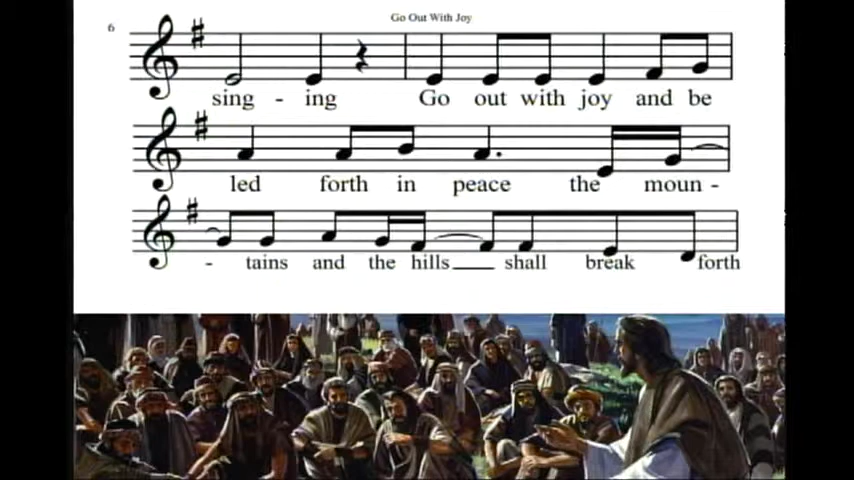 Go Out With Joy
6
sing - ing Go out with joy and be
led forth in peace the moun -
- tains and the hills___ shall break forth